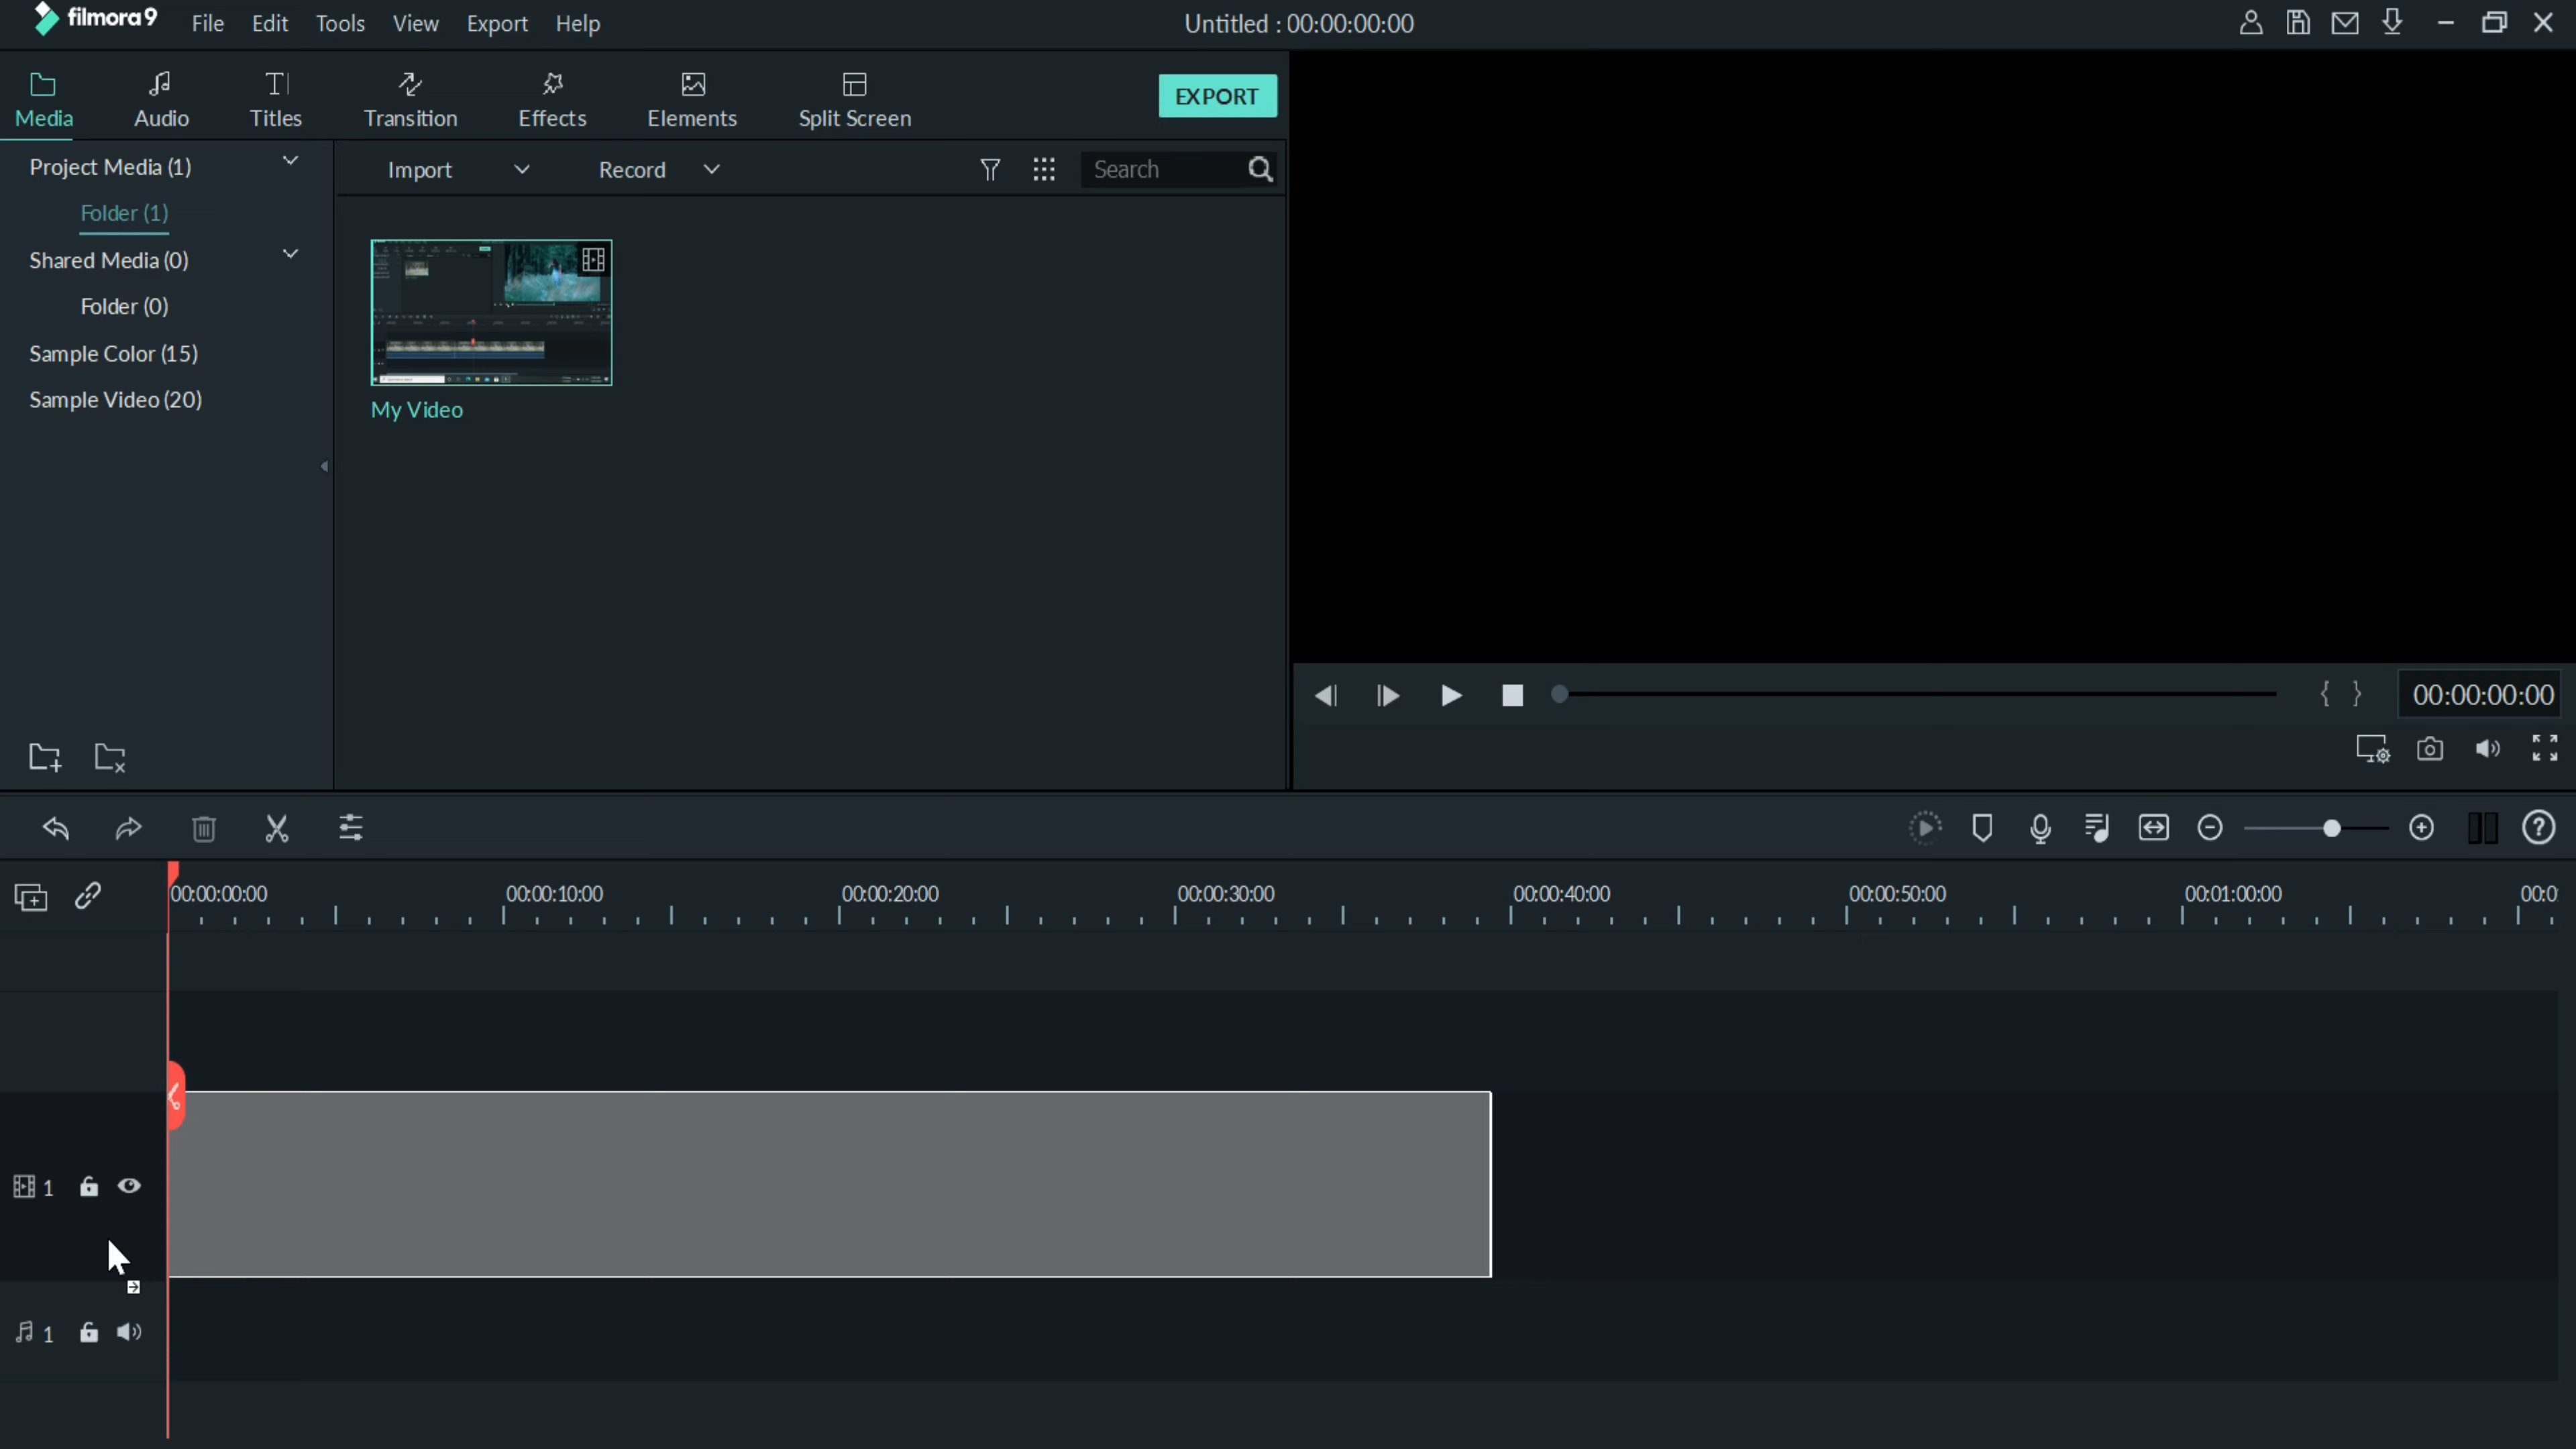 filmora9 File Edit Tools View Export Help Untitled : 00:00:00:00
Media Audio Titles Transition Effects Elements Split Screen EXPORT
Project Media (1) Import Record Search
Folder (1)
Shared Media (0)
Folder (0)
Sample Color (15)
Sample Video (20)
My Video
{ } 00:00:00:00
00:00:00:00 00:00:10:00 00:00:20:00 00:00:30:00 00:00:40:00 00:00:50:00 00:01:00:00 00:0
1
1